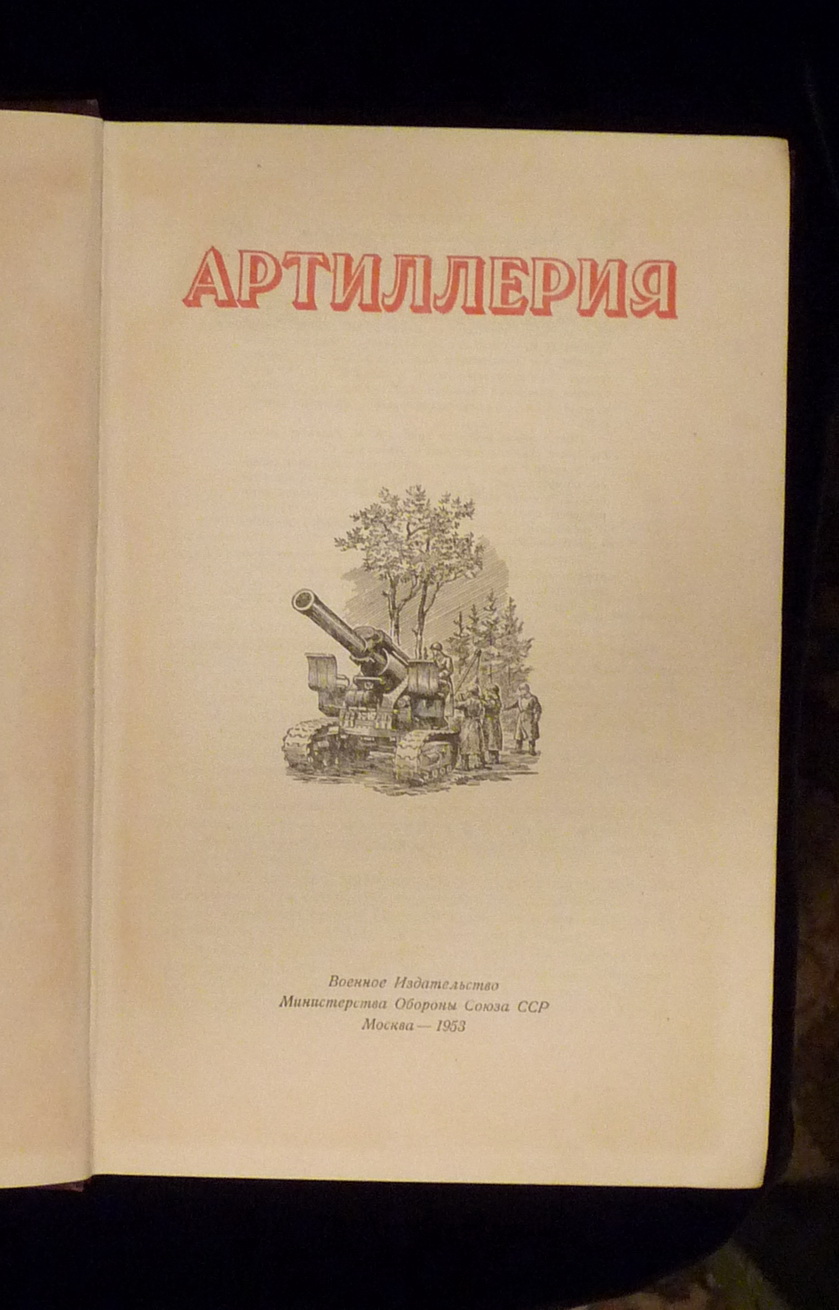 АРТИЛЛЕРИЯ
Военное Издательство
Министерства Обороны Союза ССР
Москва — 1953